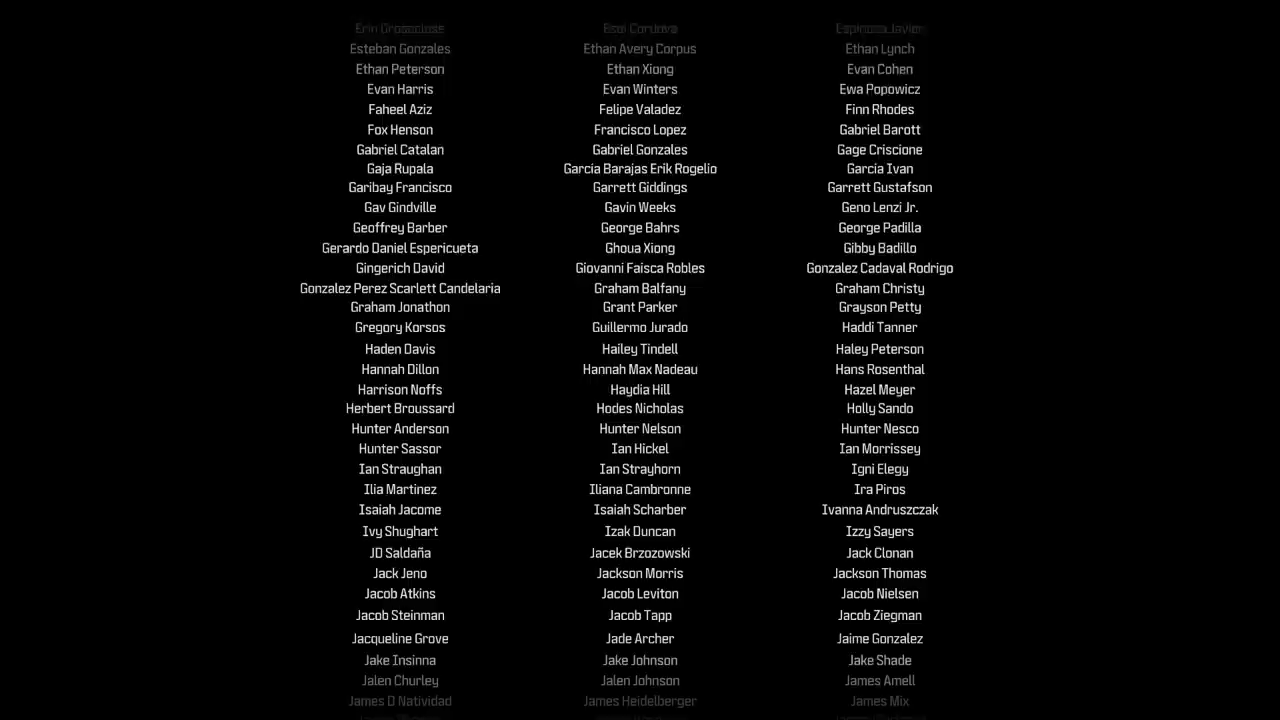 Esteban Gonzales Ethan Avery Corpus Ethan Lynch
Ethan Peterson Ethan Xiong Evan Cohen
Evan Harris Evan Winters Ewa Popowicz
Faheel Aziz Felipe Valadez Finn Rhodes
Fox Henson Francisco Lopez Gabriel Barott
Gabriel Catalan Gabriel Gonzales Gage Criscione
Gaja Rupala Garcia Barajas Erik Rogelio Garcia Ivan
Garibay Francisco Garrett Giddings Garrett Gustafson
Gav Gindville Gavin Weeks Geno Lenzi Jr.
Geoffrey Barber George Bahrs George Padilla
Gerardo Daniel Espericueta Ghoua Xiong Gibby Badillo
Gingerich David Giovanni Faisca Robles Gonzalez Cadaval Rodrigo
Gonzalez Perez Scarlett Candelaria Graham Balfany Graham Christy
Graham Jonathon Grant Parker Grayson Petty
Gregory Korsos Guillermo Jurado Haddi Tanner
Haden Davis Hailey Tindell Haley Peterson
Hannah Dillon Hannah Max Nadeau Hans Rosenthal
Harrison Noffs Haydia Hill Hazel Meyer
Herbert Broussard Hodes Nicholas Holly Sando
Hunter Anderson Hunter Nelson Hunter Nesco
Hunter Sassor Ian Hickel Ian Morrissey
Ian Straughan Ian Strayhorn Igni Elegy
Ilia Martinez Iliana Cambronne Ira Piros
Isaiah Jacome Isaiah Scharber Ivanna Andruszczak
Ivy Shughart Izak Duncan Izzy Sayers
JD Saldaña Jacek Brzozowski Jack Clonan
Jack Jeno Jackson Morris Jackson Thomas
Jacob Atkins Jacob Leviton Jacob Nielsen
Jacob Steinman Jacob Tapp Jacob Ziegman
Jacqueline Grove Jade Archer Jaime Gonzalez
Jake Insinna Jake Johnson Jake Shade
Jalen Churley Jalen Johnson James Amell
James D Natividad James Heidelberger James Mix